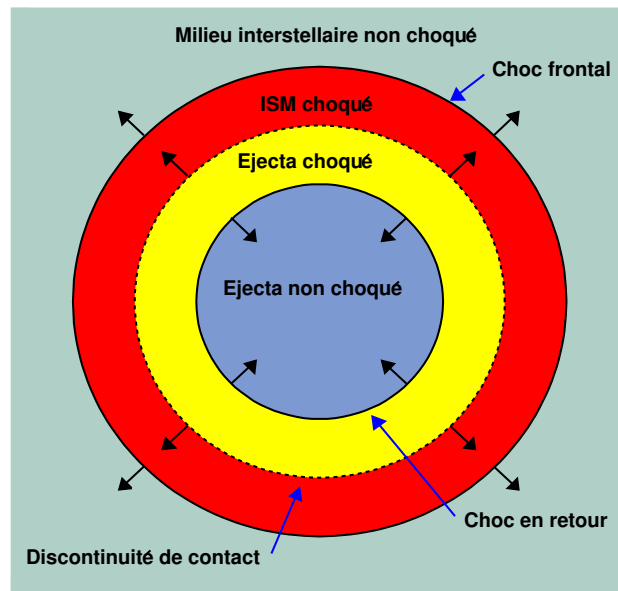 Milieu interstellaire non choqué
Choc frontal
ISM choqué
Ejecta choqué
Ejecta non choqué
Choc en retour
Discontinuité de contact